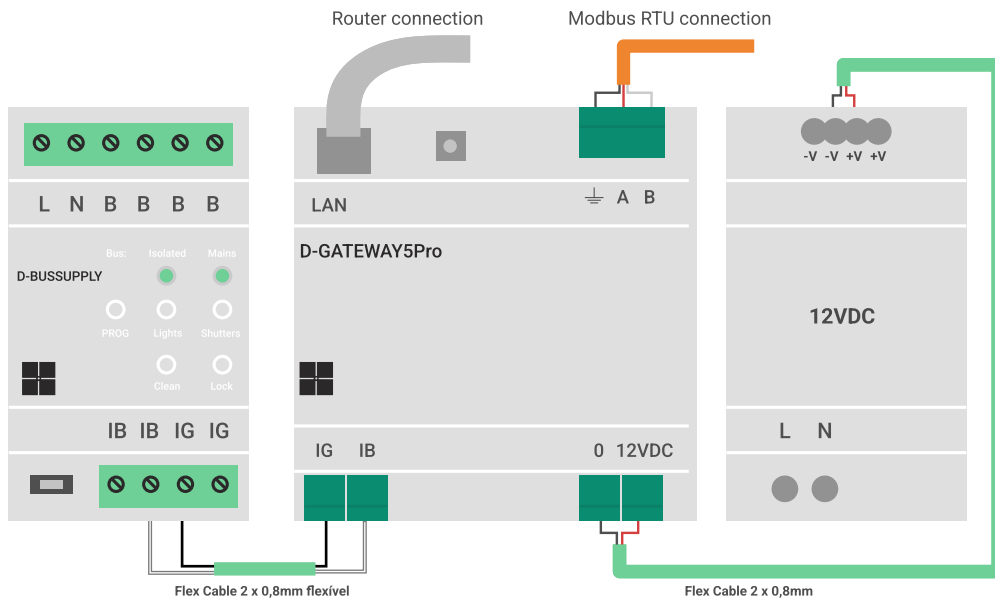 Router connection
Modbus RTU connection
-V -V +V +V
L N B B B B
LAN
A B
Bus: Isolated Mains
D-BUSSUPPLY
PROG Lights Shutters
Clean Lock
D-GATEWAY5Pro
12VDC
IB IB IG IG
IG IB
0 12VDC
L N
Flex Cable 2 x 0,8mm flexível
Flex Cable 2 x 0,8mm